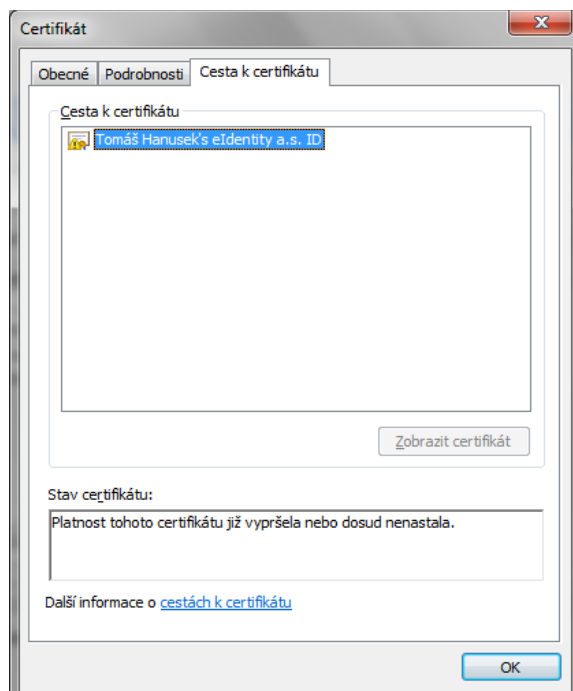 Certifikát
Obecné Podrobnosti Cesta k certifikátu
Cesta k certifikátu
Tomáš Hanusek's eIdentity a.s. ID
Zobrazit certifikát
Stav certifikátu:
Platnost tohoto certifikátu již vypršela nebo dosud nenastala.
Další informace o cestách k certifikátu
OK